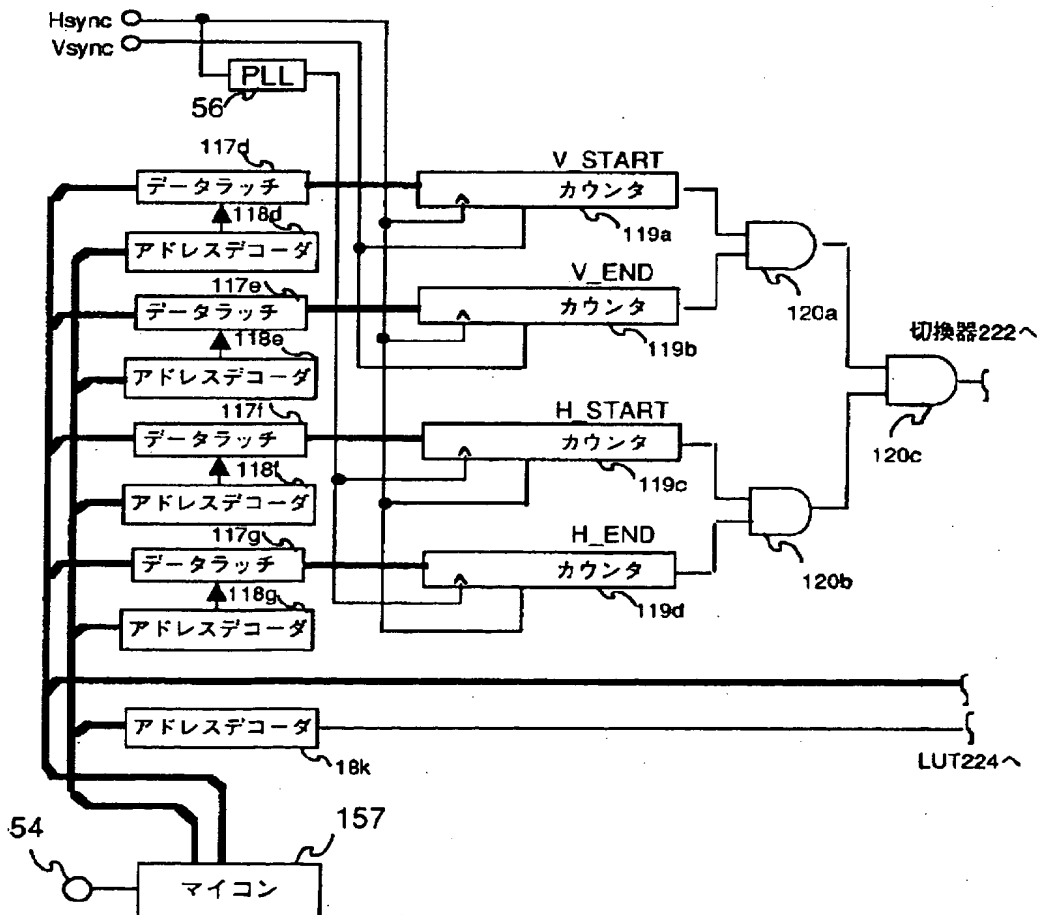 Hsync
Vsync
PLL
56
117d
データラッチ
118d
アドレスデコーダ
V_START
カウンタ
119a
117e
データラッチ
118e
アドレスデコーダ
V_END
カウンタ
119b
120a
切換器222へ
117f
データラッチ
118f
アドレスデコーダ
H_START
カウンタ
119c
120c
117g
データラッチ
118g
アドレスデコーダ
H_END
カウンタ
119d
120b
アドレスデコーダ
18k
LUT224へ
54
157
マイコン